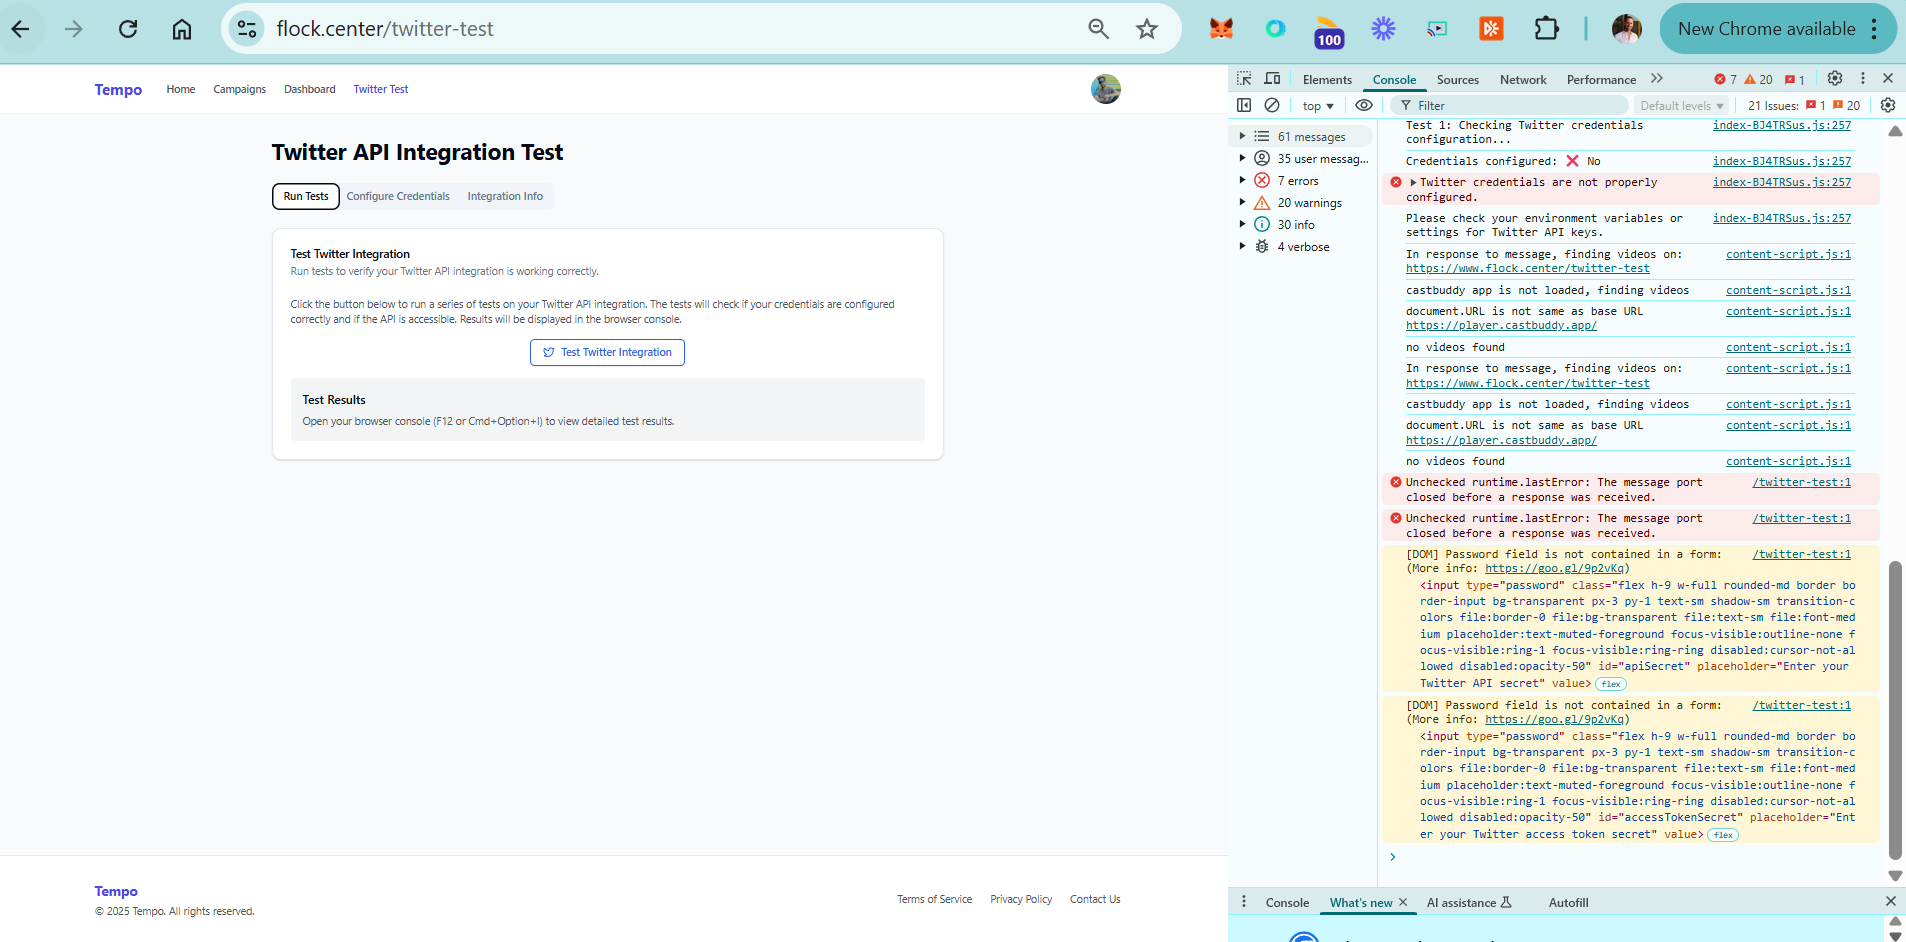 flock.center/twitter-test
100
New Chrome available
Tempo
Home
Campaigns
Dashboard
Twitter Test
Twitter API Integration Test
Run Tests
Configure Credentials
Integration Info
Test Twitter Integration
Run tests to verify your Twitter API integration is working correctly.
Click the button below to run a series of tests on your Twitter API integration. The tests will check if your credentials are configured
correctly and if the API is accessible. Results will be displayed in the browser console.
Test Twitter Integration
Test Results
Open your browser console (F12 or Cmd+Option+I) to view detailed test results.
Tempo
© 2025 Tempo. All rights reserved.
Terms of Service
Privacy Policy
Contact Us
Elements
Console
Sources
Network
Performance
7
20
1
top
Filter
Default levels
21 Issues:
1
20
61 messages
35 user messag...
7 errors
20 warnings
30 info
4 verbose
Test 1: Checking Twitter credentials index-BJ4TRSus.js:257
configuration...
Credentials configured: ❌ No index-BJ4TRSus.js:257
Twitter credentials are not properly index-BJ4TRSus.js:257
configured.
Please check your environment variables or index-BJ4TRSus.js:257
settings for Twitter API keys.
In response to message, finding videos on: content-script.js:1
https://www.flock.center/twitter-test
castbuddy app is not loaded, finding videos content-script.js:1
document.URL is not same as base URL content-script.js:1
https://player.castbuddy.app/
no videos found content-script.js:1
In response to message, finding videos on: content-script.js:1
https://www.flock.center/twitter-test
castbuddy app is not loaded, finding videos content-script.js:1
document.URL is not same as base URL content-script.js:1
https://player.castbuddy.app/
no videos found content-script.js:1
Unchecked runtime.lastError: The message port /twitter-test:1
closed before a response was received.
Unchecked runtime.lastError: The message port /twitter-test:1
closed before a response was received.
[DOM] Password field is not contained in a form: /twitter-test:1
(More info: https://goo.gl/9p2vKq)
<input type="password" class="flex h-9 w-full rounded-md border bo
rder-input bg-transparent px-3 py-1 text-sm shadow-sm transition-c
olors file:border-0 file:bg-transparent file:text-sm file:font-med
ium placeholder:text-muted-foreground focus-visible:outline-none f
ocus-visible:ring-1 focus-visible:ring-ring disabled:cursor-not-al
lowed disabled:opacity-50" id="apiSecret" placeholder="Enter your
Twitter API secret" value> flex
[DOM] Password field is not contained in a form: /twitter-test:1
(More info: https://goo.gl/9p2vKq)
<input type="password" class="flex h-9 w-full rounded-md border bo
rder-input bg-transparent px-3 py-1 text-sm shadow-sm transition-c
olors file:border-0 file:bg-transparent file:text-sm file:font-med
ium placeholder:text-muted-foreground focus-visible:outline-none f
ocus-visible:ring-1 focus-visible:ring-ring disabled:cursor-not-al
lowed disabled:opacity-50" id="accessTokenSecret" placeholder="Ent
er your Twitter access token secret" value> flex
Console
What's new
AI assistance
Autofill